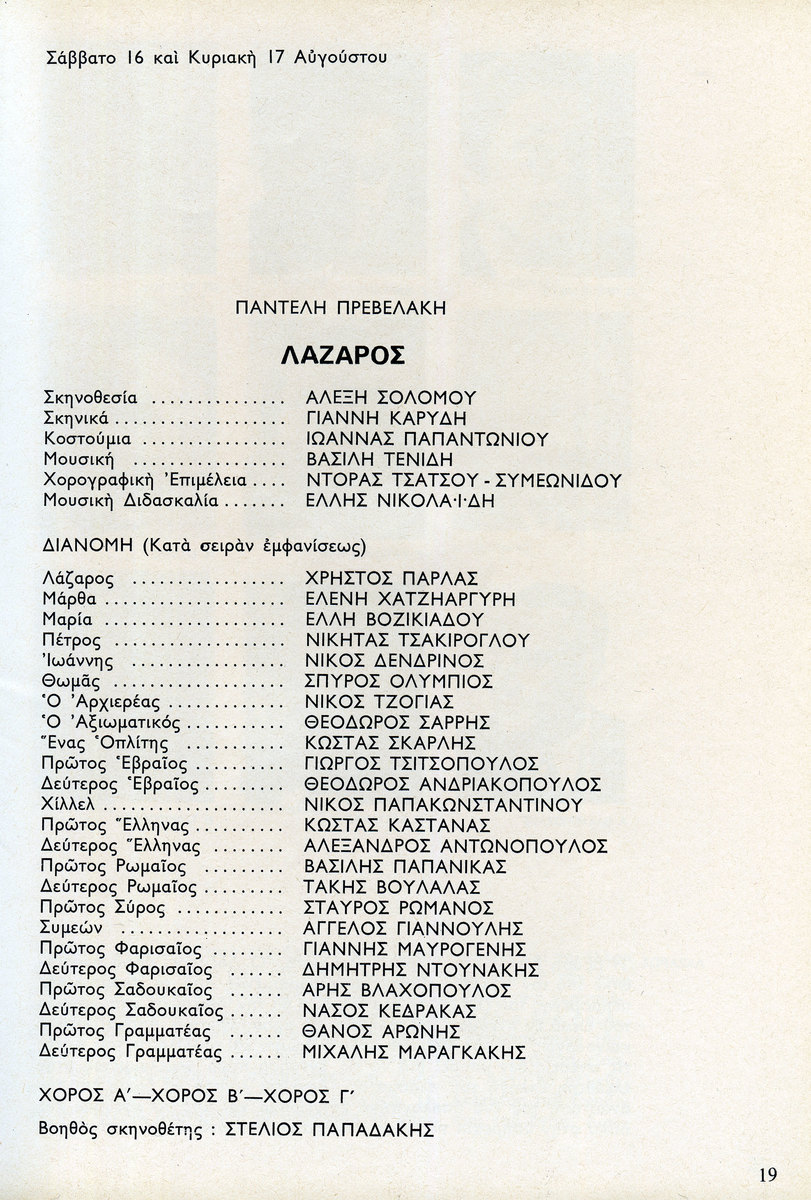 Σάββατο 16 καὶ Κυριακὴ 17 Αὐγούστου
ΠΑΝΤΕΛΗ ΠΡΕΒΕΛΑΚΗ
ΛΑΖΑΡΟΣ
Σκηνοθεσία ............... ΑΛΕΞΗ ΣΟΛΟΜΟΥ
Σκηνικά ................... ΓΙΑΝΝΗ ΚΑΡΥΔΗ
Κοστούμια ................ ΙΩΑΝΝΑΣ ΠΑΠΑΝΤΩΝΙΟΥ
Μουσικὴ ................. ΒΑΣΙΛΗ ΤΕΝΙΔΗ
Χορογραφικὴ Ἐπιμέλεια .... ΝΤΟΡΑΣ ΤΣΑΤΣΟΥ - ΣΥΜΕΩΝΙΔΟΥ
Μουσικὴ Διδασκαλία ....... ΕΛΛΗΣ ΝΙΚΟΛΑ·Ι·ΔΗ
ΔΙΑΝΟΜΗ (Κατὰ σειρὰν ἐμφανίσεως)
Λάζαρος ................. ΧΡΗΣΤΟΣ ΠΑΡΛΑΣ
Μάρθα .................... ΕΛΕΝΗ ΧΑΤΖΗΑΡΓΥΡΗ
Μαρία .................... ΕΛΛΗ ΒΟΖΙΚΙΑΔΟΥ
Πέτρος ................... ΝΙΚΗΤΑΣ ΤΣΑΚΙΡΟΓΛΟΥ
Ἰωάννης ................. ΝΙΚΟΣ ΔΕΝΔΡΙΝΟΣ
Θωμᾶς ................... ΣΠΥΡΟΣ ΟΛΥΜΠΙΟΣ
Ὁ Ἀρχιερέας ............. ΝΙΚΟΣ ΤΖΟΓΙΑΣ
Ὁ Ἀξιωματικός ........... ΘΕΟΔΩΡΟΣ ΣΑΡΡΗΣ
Ἕνας Ὁπλίτης ........... ΚΩΣΤΑΣ ΣΚΑΡΛΗΣ
Πρῶτος Ἑβραῖος .......... ΓΙΩΡΓΟΣ ΤΣΙΤΣΟΠΟΥΛΟΣ
Δεύτερος Ἑβραῖος ......... ΘΕΟΔΩΡΟΣ ΑΝΔΡΙΑΚΟΠΟΥΛΟΣ
Χίλλελ .................... ΝΙΚΟΣ ΠΑΠΑΚΩΝΣΤΑΝΤΙΝΟΥ
Πρῶτος Ἕλληνας .......... ΚΩΣΤΑΣ ΚΑΣΤΑΝΑΣ
Δεύτερος Ἕλληνας ........ ΑΛΕΞΑΝΔΡΟΣ ΑΝΤΩΝΟΠΟΥΛΟΣ
Πρῶτος Ρωμαῖος ......... ΒΑΣΙΛΗΣ ΠΑΠΑΝΙΚΑΣ
Δεύτερος Ρωμαῖος ......... ΤΑΚΗΣ ΒΟΥΛΑΛΑΣ
Πρῶτος Σύρος ............ ΣΤΑΥΡΟΣ ΡΩΜΑΝΟΣ
Συμεών .................. ΑΓΓΕΛΟΣ ΓΙΑΝΝΟΥΛΗΣ
Πρῶτος Φαρισαῖος ........ ΓΙΑΝΝΗΣ ΜΑΥΡΟΓΕΝΗΣ
Δεύτερος Φαρισαῖος ...... ΔΗΜΗΤΡΗΣ ΝΤΟΥΝΑΚΗΣ
Πρῶτος Σαδουκαῖος ...... ΑΡΗΣ ΒΛΑΧΟΠΟΥΛΟΣ
Δεύτερος Σαδουκαῖος ...... ΝΑΣΟΣ ΚΕΔΡΑΚΑΣ
Πρῶτος Γραμματέας ...... ΘΑΝΟΣ ΑΡΩΝΗΣ
Δεύτερος Γραμματέας ...... ΜΙΧΑΛΗΣ ΜΑΡΑΓΚΑΚΗΣ
ΧΟΡΟΣ Α′—ΧΟΡΟΣ Β′—ΧΟΡΟΣ Γ′
Βοηθὸς σκηνοθέτης : ΣΤΕΛΙΟΣ ΠΑΠΑΔΑΚΗΣ
19